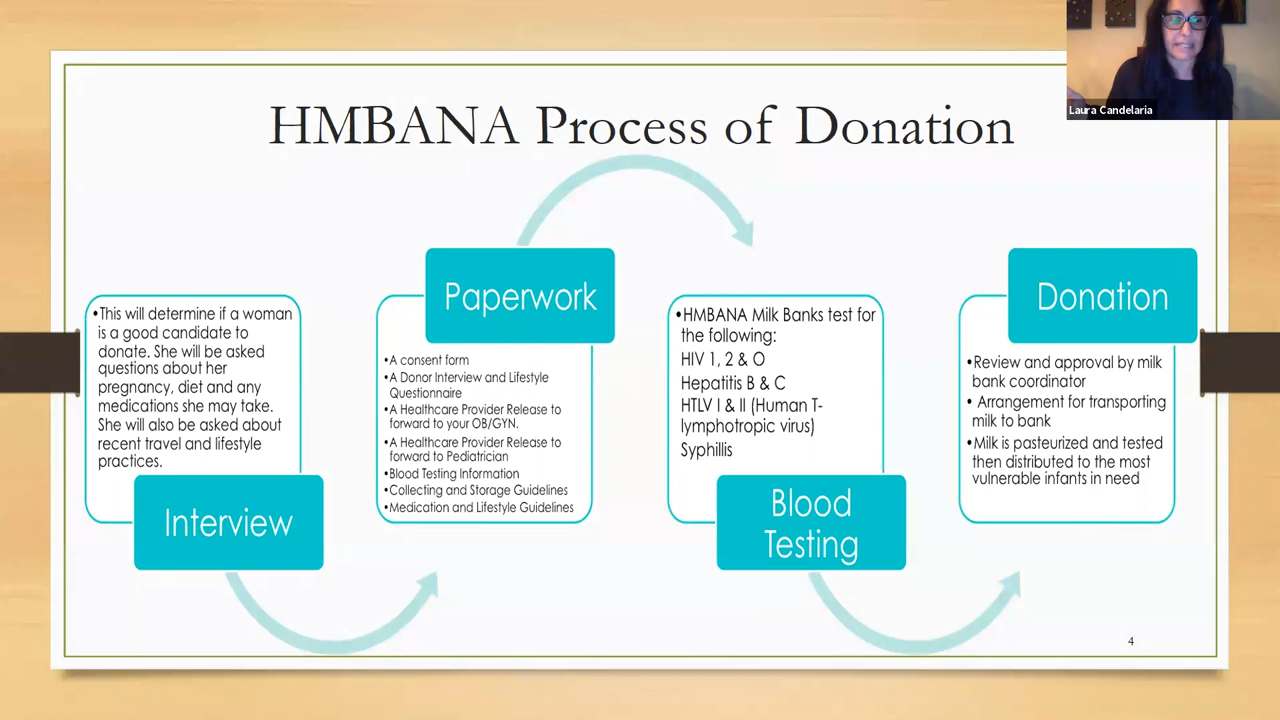 HMBANA Process of Donation
Laura Candelaria
•This will determine if a woman
is a good candidate to
donate. She will be asked
questions about her
pregnancy, diet and any
medications she may take.
She will also be asked about
recent travel and lifestyle
practices.
Interview
Paperwork
•A consent form
•A Donor Interview and Lifestyle
Questionnaire
•A Healthcare Provider Release to
forward to your OB/GYN.
•A Healthcare Provider Release to
forward to Pediatrician
•Blood Testing Information
•Collecting and Storage Guidelines
•Medication and Lifestyle Guidelines
•HMBANA Milk Banks test for
the following:
HIV 1, 2 & O
Hepatitis B & C
HTLV I & II (Human T-
lymphotropic virus)
Syphillis
Blood
Testing
Donation
•Review and approval by milk
bank coordinator
• Arrangement for transporting
milk to bank
•Milk is pasteurized and tested
then distributed to the most
vulnerable infants in need
4